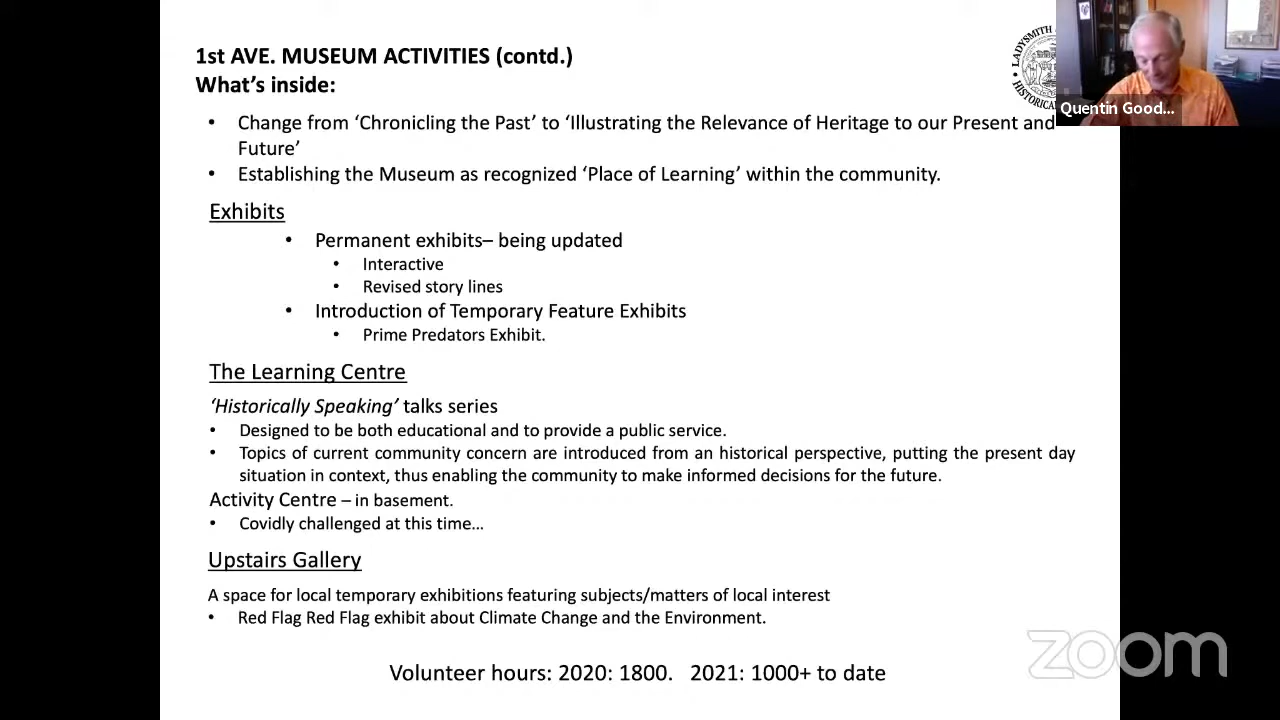 1st AVE. MUSEUM ACTIVITIES (contd.)
What's inside:
LADYSMITH
HISTORICA
Quentin Good...
• Change from ‘Chronicling the Past’ to ‘Illustrating the Relevance of Heritage to our Present and
Future’
• Establishing the Museum as recognized ‘Place of Learning’ within the community.
Exhibits
• Permanent exhibits– being updated
• Interactive
• Revised story lines
• Introduction of Temporary Feature Exhibits
• Prime Predators Exhibit.
The Learning Centre
‘Historically Speaking’ talks series
• Designed to be both educational and to provide a public service.
• Topics of current community concern are introduced from an historical perspective, putting the present day
situation in context, thus enabling the community to make informed decisions for the future.
Activity Centre – in basement.
• Covidly challenged at this time…
Upstairs Gallery
A space for local temporary exhibitions featuring subjects/matters of local interest
• Red Flag Red Flag exhibit about Climate Change and the Environment.
Volunteer hours: 2020: 1800. 2021: 1000+ to date
zoom